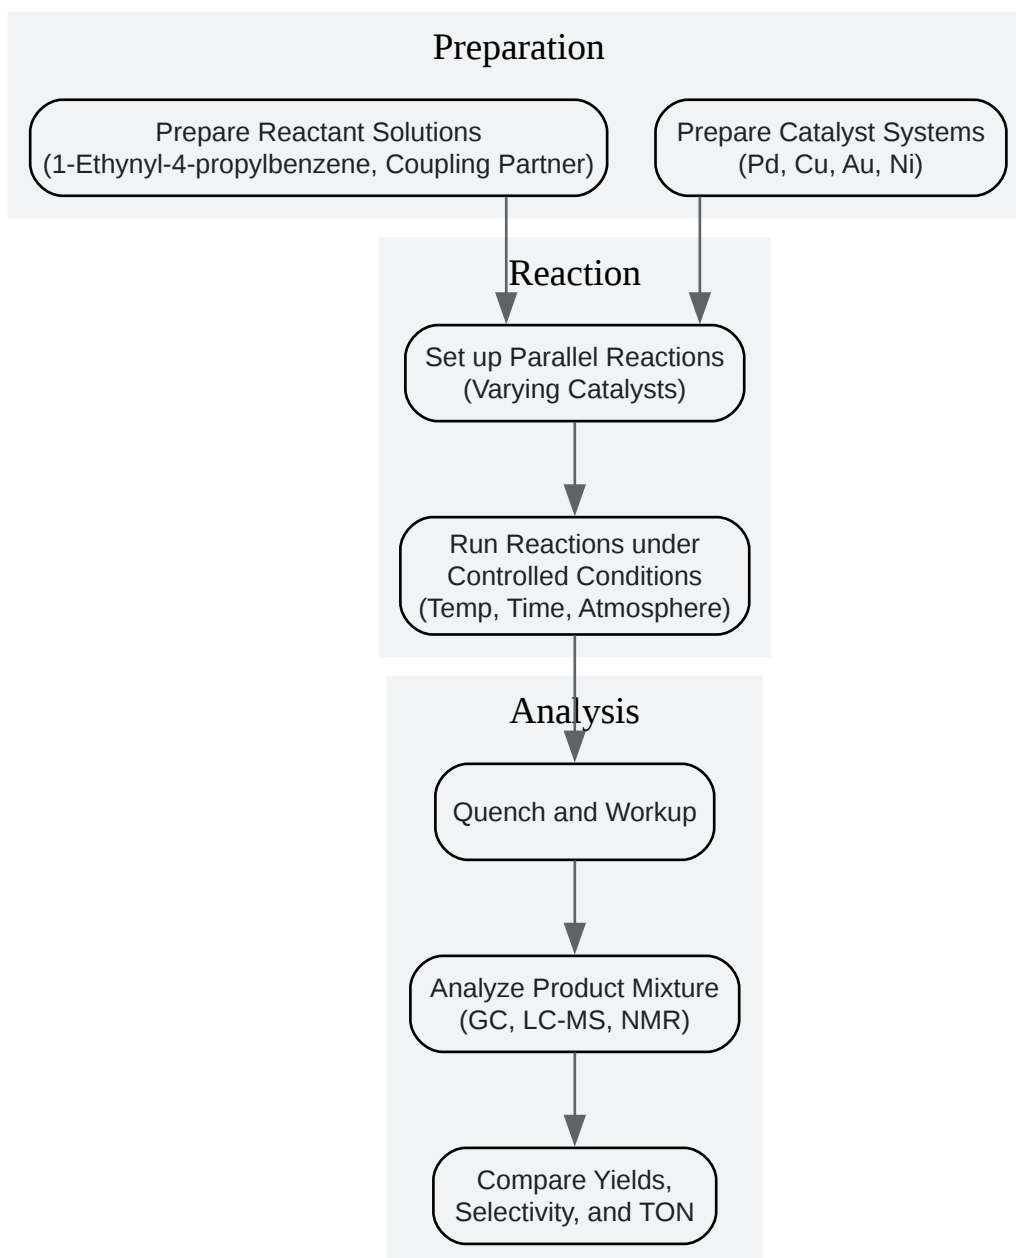 Preparation
Prepare Reactant Solutions
(1-Ethynyl-4-propylbenzene, Coupling Partner)
Prepare Catalyst Systems
(Pd, Cu, Au, Ni)
Reaction
Set up Parallel Reactions
(Varying Catalysts)
Run Reactions under
Controlled Conditions
(Temp, Time, Atmosphere)
Analysis
Quench and Workup
Analyze Product Mixture
(GC, LC-MS, NMR)
Compare Yields,
Selectivity, and TON